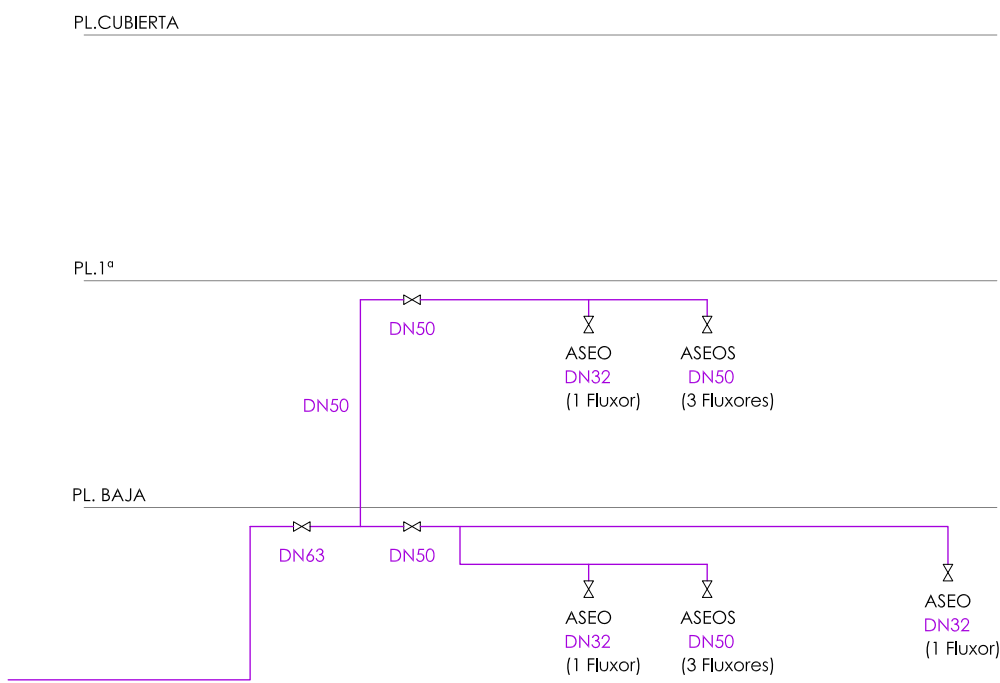 PL.CUBIERTA
PL.1ª
DN50
ASEO
DN32
(1 Fluxor)
ASEOS
DN50
(3 Fluxores)
DN50
PL. BAJA
DN63
DN50
ASEO
DN32
(1 Fluxor)
ASEOS
DN50
(3 Fluxores)
ASEO
DN32
(1 Fluxor)